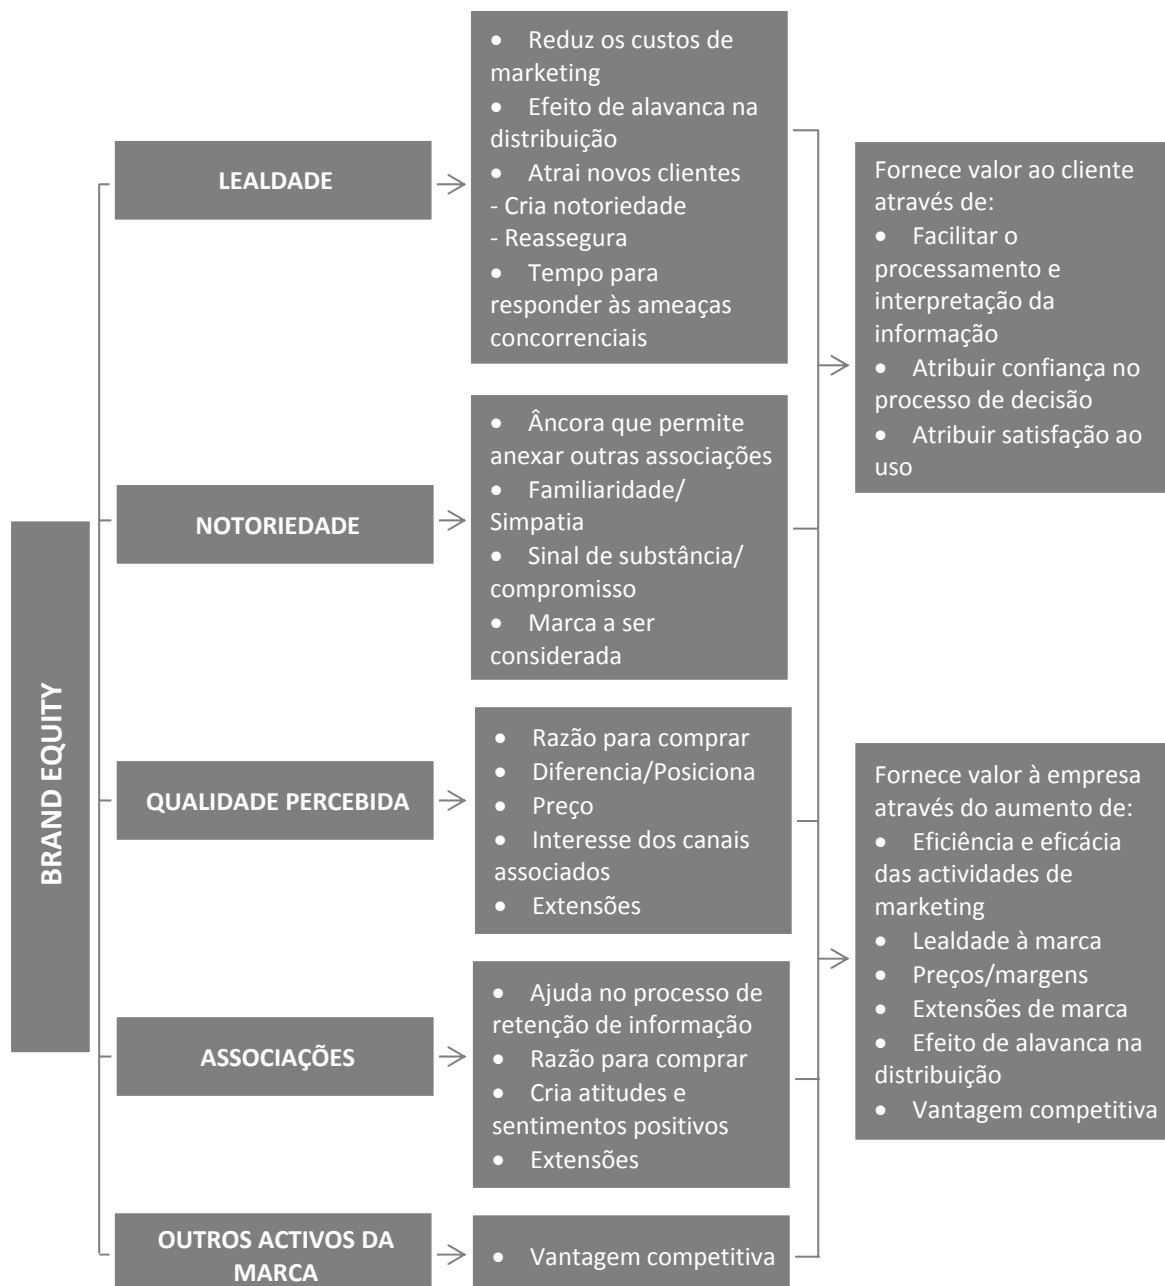 BRAND EQUITY
LEALDADE
• Reduz os custos de
marketing
• Efeito de alavanca na
distribuição
• Atrai novos clientes
- Cria notoriedade
- Reassegura
• Tempo para
responder às ameaças
concorrenciais
NOTORIEDADE
• Âncora que permite
anexar outras associações
• Familiaridade/
Simpatia
• Sinal de substância/
compromisso
• Marca a ser
considerada
QUALIDADE PERCEBIDA
• Razão para comprar
• Diferencia/Posiciona
• Preço
• Interesse dos canais
associados
• Extensões
ASSOCIAÇÕES
• Ajuda no processo de
retenção de informação
• Razão para comprar
• Cria atitudes e
sentimentos positivos
• Extensões
OUTROS ACTIVOS DA
MARCA
• Vantagem competitiva
Fornece valor ao cliente
através de:
• Facilitar o
processamento e
interpretação da
informação
• Atribuir confiança no
processo de decisão
• Atribuir satisfação ao
uso
Fornece valor à empresa
através do aumento de:
• Eficiência e eficácia
das actividades de
marketing
• Lealdade à marca
• Preços/margens
• Extensões de marca
• Efeito de alavanca na
distribuição
• Vantagem competitiva